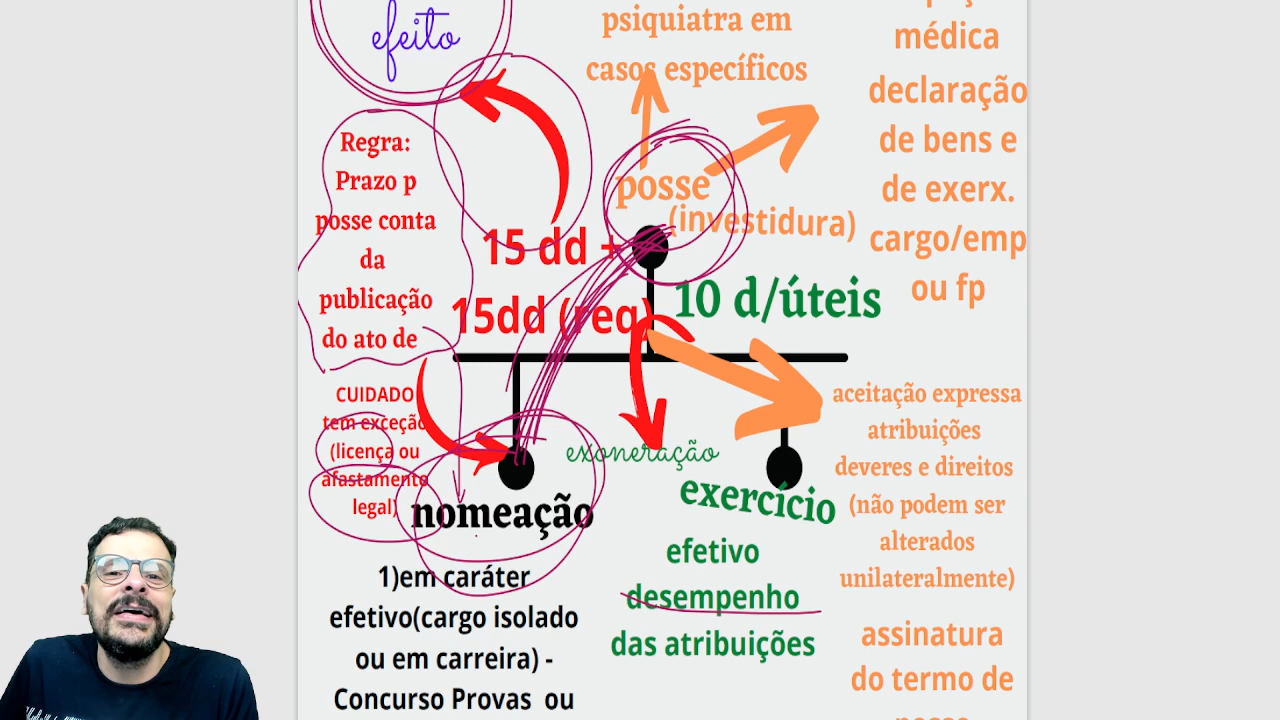 efeito
psiquiatra em
casos específicos
médica
declaração
de bens e
de exerx.
cargo/emp
ou fp
Regra:
Prazo p
posse conta
da
publicação
do ato de
posse
(investidura)
15 dd +
15dd (req)
10 d/úteis
CUIDADO
tem exceção
(licença ou
afastamento
legal)
nomeação
exoneração
exercício
efetivo
desempenho
das atribuições
aceitação expressa
atribuições
deveres e direitos
(não podem ser
alterados
unilateralmente)
assinatura
do termo de
1)em caráter
efetivo(cargo isolado
ou em carreira) -
Concurso Provas ou